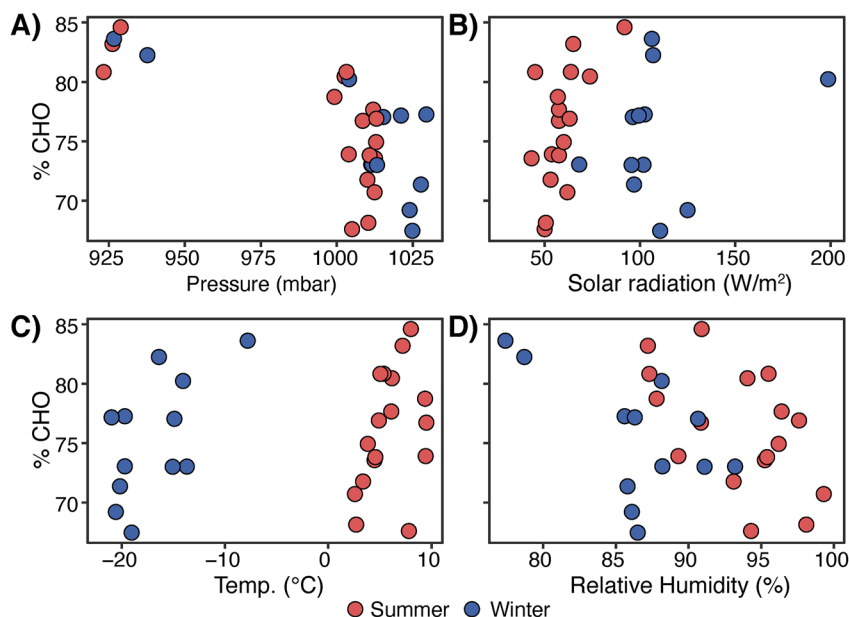 A)
B)
85
80
75
70
% CHO
925 950 975 1000 1025
Pressure (mbar)
50 100 150 200
Solar radiation (W/m²)
C)
D)
85
80
75
70
% CHO
−20 −10 0 10
Temp. (°C)
80 85 90 95 100
Relative Humidity (%)
Summer Winter